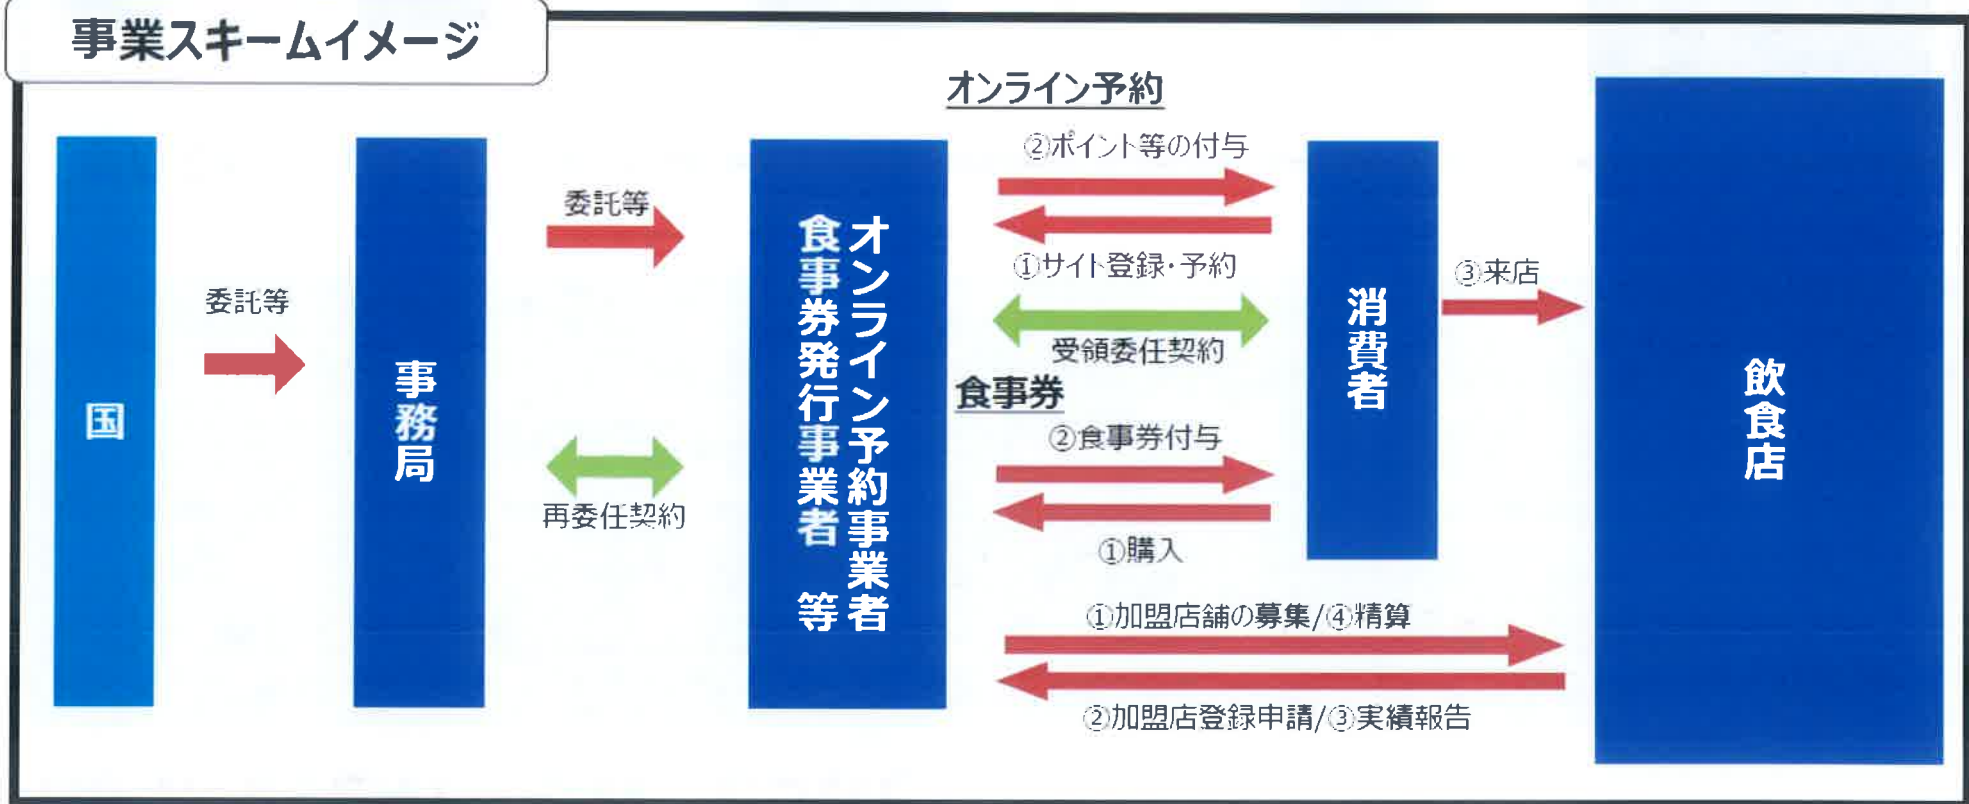 事業スキームイメージ
オンライン予約
②ポイント等の付与
①サイト登録・予約
受領委任契約
食事券
②食事券付与
①購入
①加盟店舗の募集/④精算
②加盟店登録申請/③実績報告
国
委託等
事務局
委託等
再委任契約
オンライン予約事業者
食事券発行事業者 等
消費者
③来店
飲食店